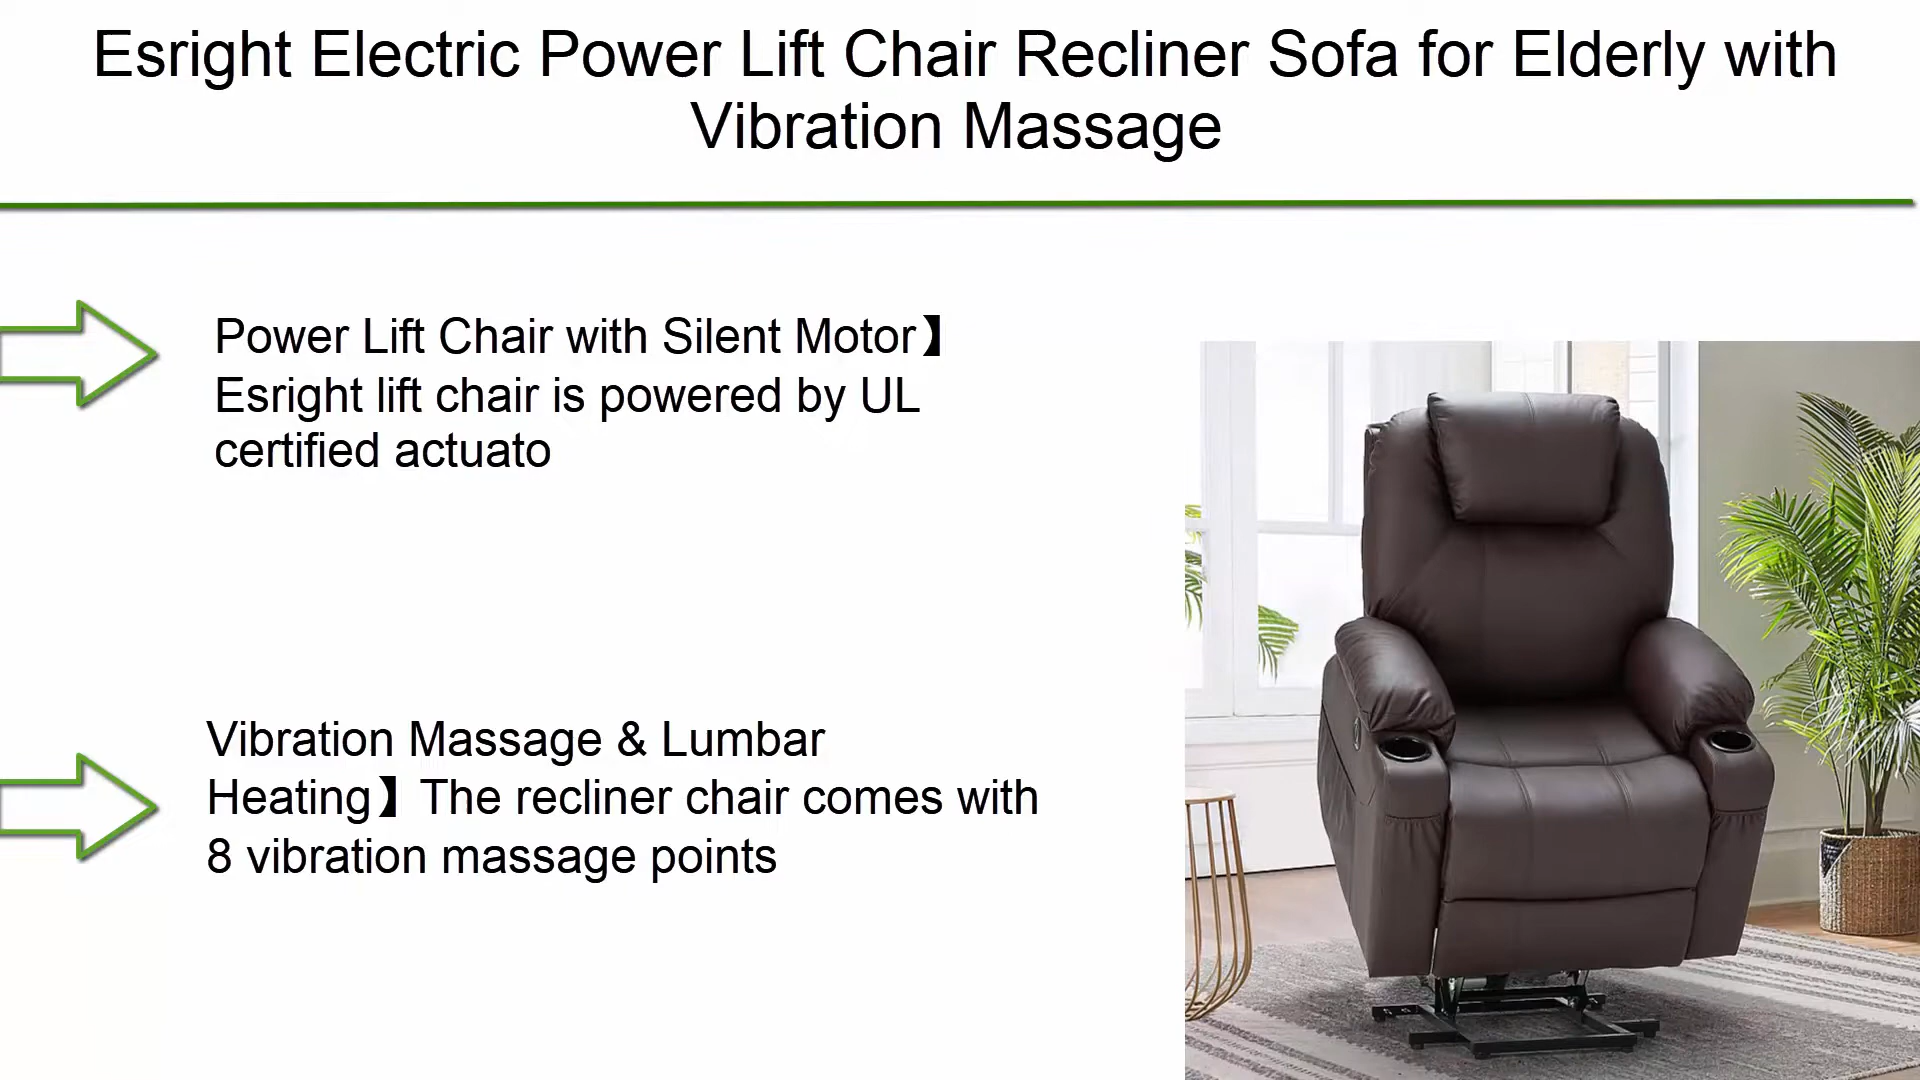 Esright Electric Power Lift Chair Recliner Sofa for Elderly with
Vibration Massage
Power Lift Chair with Silent Motor】
Esright lift chair is powered by UL
certified actuato
Vibration Massage & Lumbar
Heating】The recliner chair comes with
8 vibration massage points